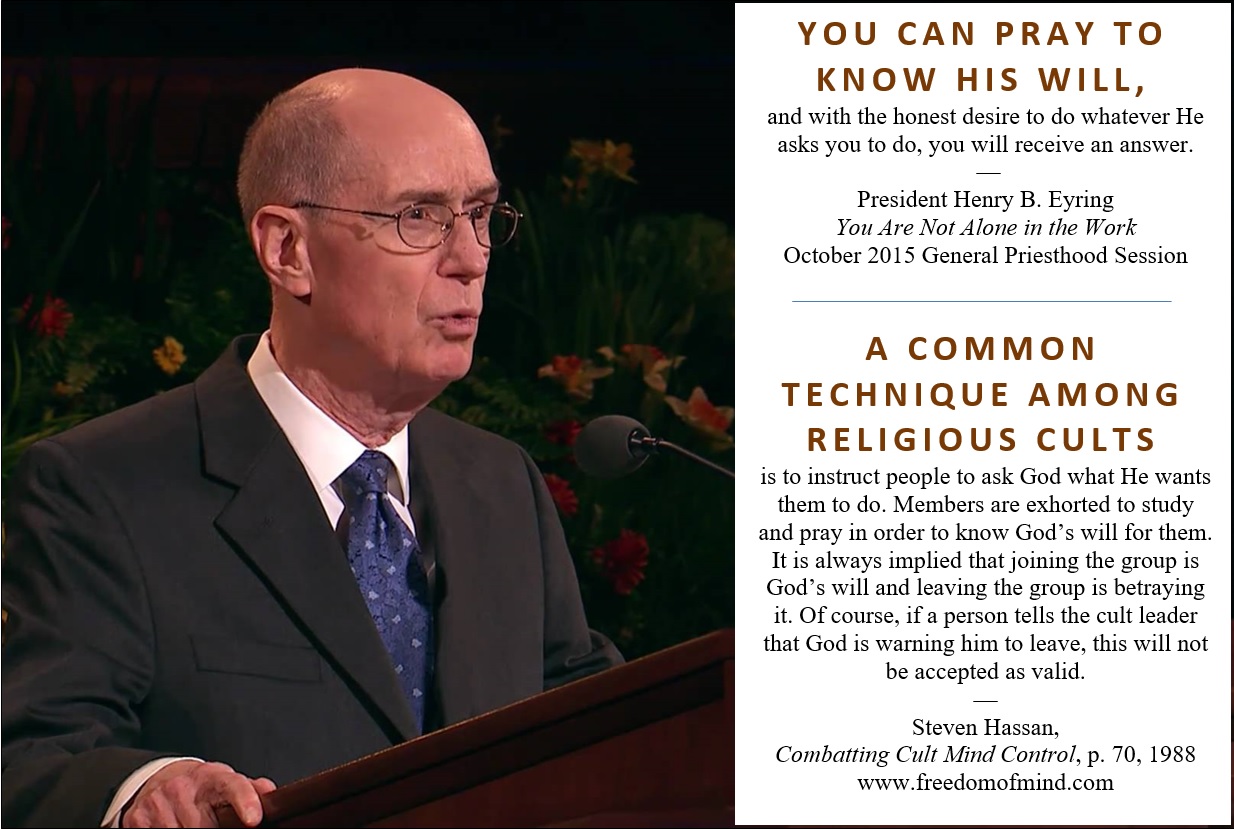 YOU CAN PRAY TO
KNOW HIS WILL,
and with the honest desire to do whatever He
asks you to do, you will receive an answer.
—
President Henry B. Eyring
You Are Not Alone in the Work
October 2015 General Priesthood Session
A COMMON
TECHNIQUE AMONG
RELIGIOUS CULTS
is to instruct people to ask God what He wants
them to do. Members are exhorted to study
and pray in order to know God’s will for them.
It is always implied that joining the group is
God’s will and leaving the group is betraying
it. Of course, if a person tells the cult leader
that God is warning him to leave, this will not
be accepted as valid.
—
Steven Hassan,
Combatting Cult Mind Control, p. 70, 1988
www.freedomofmind.com